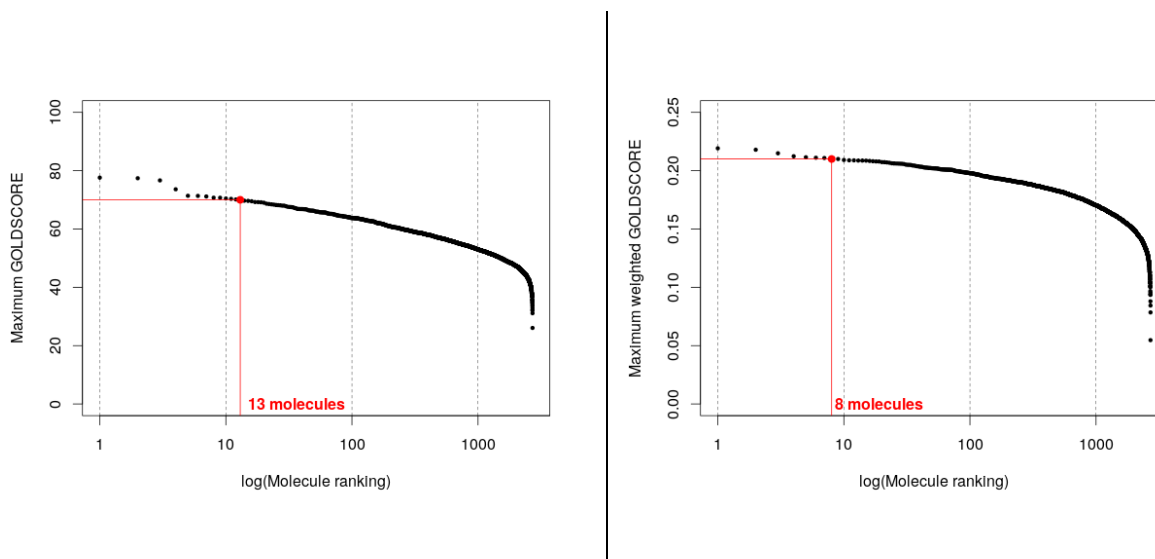 Maximum GOLDSCORE
100
80
60
40
20
0
13 molecules
1 10 100 1000
log(Molecule ranking)
Maximum weighted GOLDSCORE
0.25
0.20
0.15
0.10
0.05
0.00
8 molecules
1 10 100 1000
log(Molecule ranking)